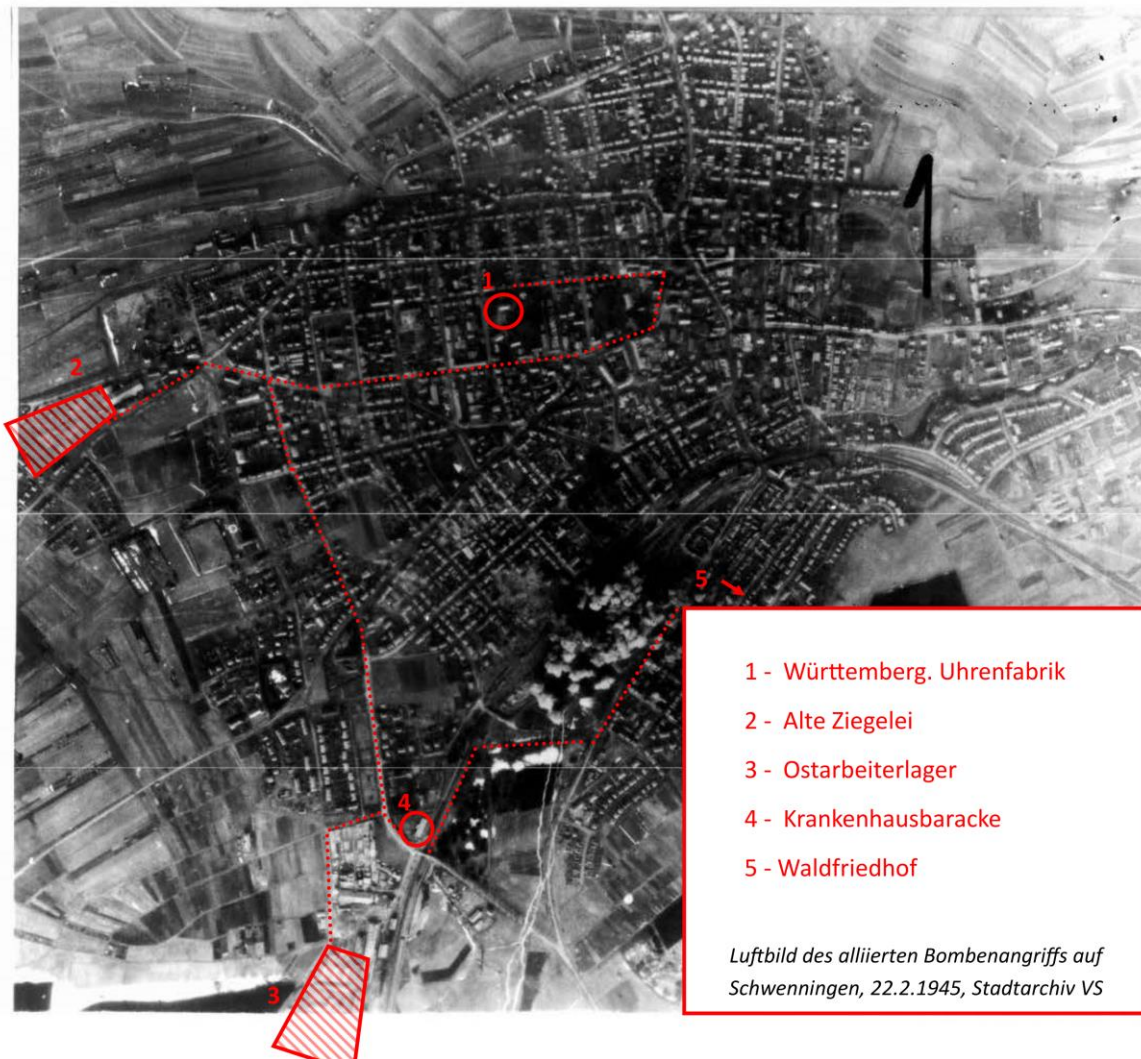 1
1
2
5
4
3
1 - Württemberg. Uhrenfabrik
2 - Alte Ziegelei
3 - Ostarbeiterlager
4 - Krankenhausbaracke
5 - Waldfriedhof
Luftbild des alliierten Bombenangriffs auf
Schwenningen, 22.2.1945, Stadtarchiv VS